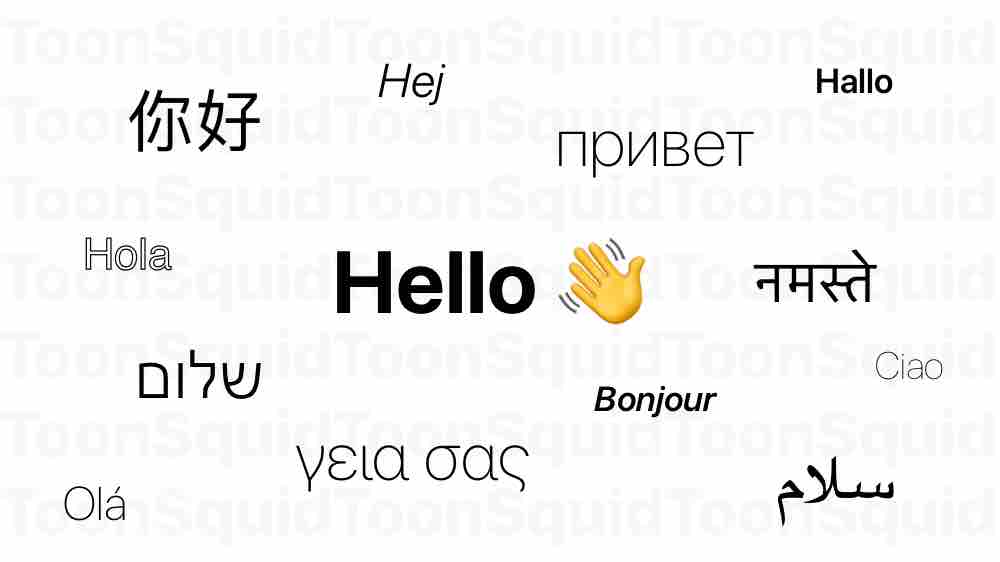 ToonSquidToonSquidToonSquid
Hej
Hallo
你好
ToonSquidToonSquidToonSquid
привет
ToonSquidToonSquidToonSquid
Hola
Hello 👋
नमस्ते
ToonSquidToonSquidToonSquid
ToonSquidToonSquidToonSquid
שלום
Ciao
Bonjour
ToonSquidToonSquidToonSquid
γεια σας
سلام
Olá
ToonSquidToonSquidToonSquid